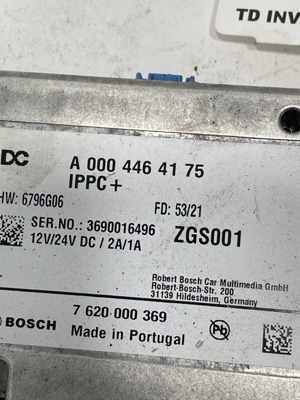 TD INV
DC
A 000 446 41 75
IPPC+
HW: 6796G06
FD: 53/21
SER.NO.: 3690016496
ZGS001
12V/24V DC / 2A/1A
Robert Bosch Car Multimedia GmbH
Robert-Bosch-Str. 200
31139 Hildesheim, Germany
BOSCH
7 620 000 369
Made in Portugal
Pb